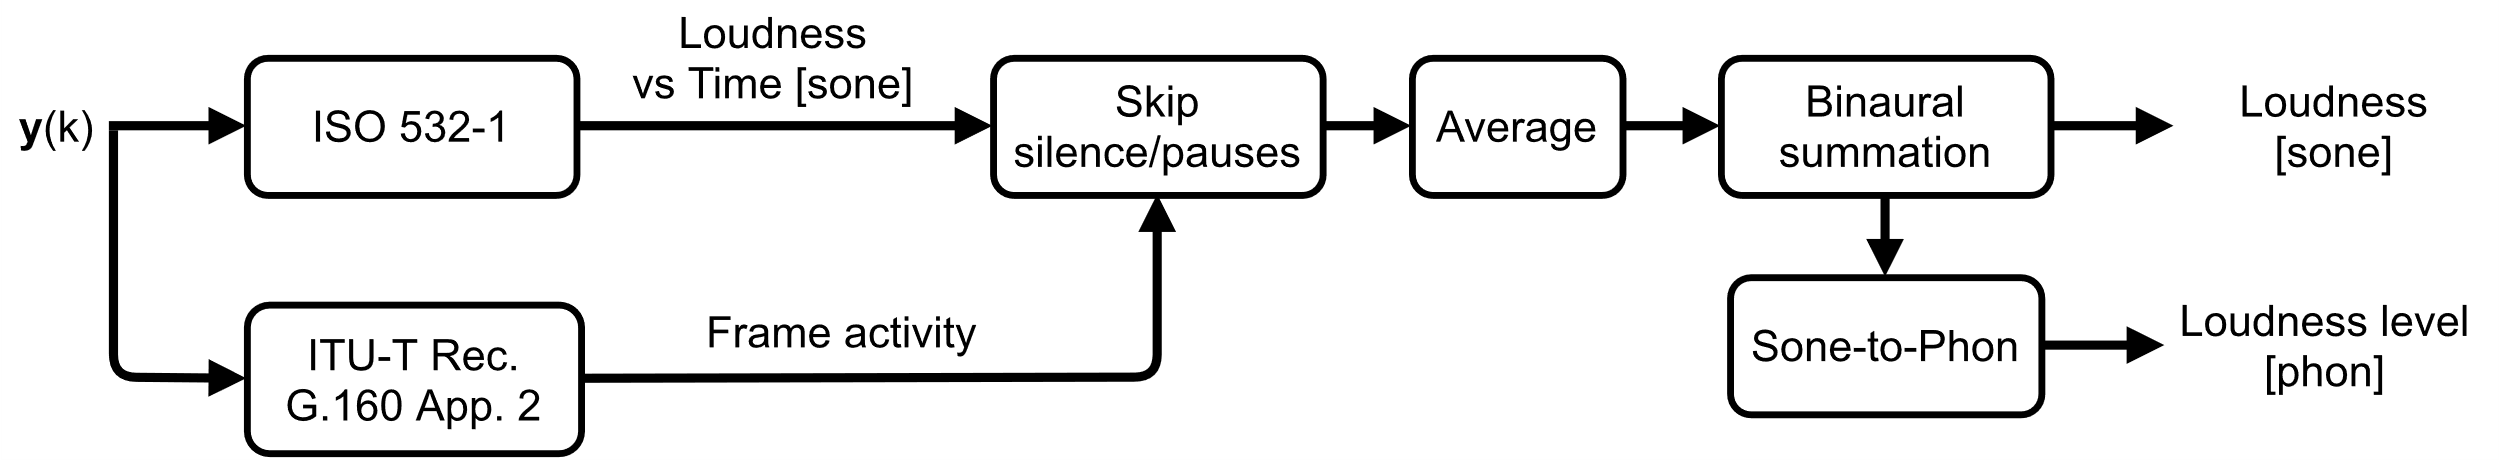 y(k)
ISO 532-1
Loudness
vs. Time [sone]
Skip
silence/pauses
Average
Binaural
summation
Loudness
[sone]
ITU-T Rec.
G.160 App. 2
Frame activity
Sone-to-Phon
Loudness level
[phon]